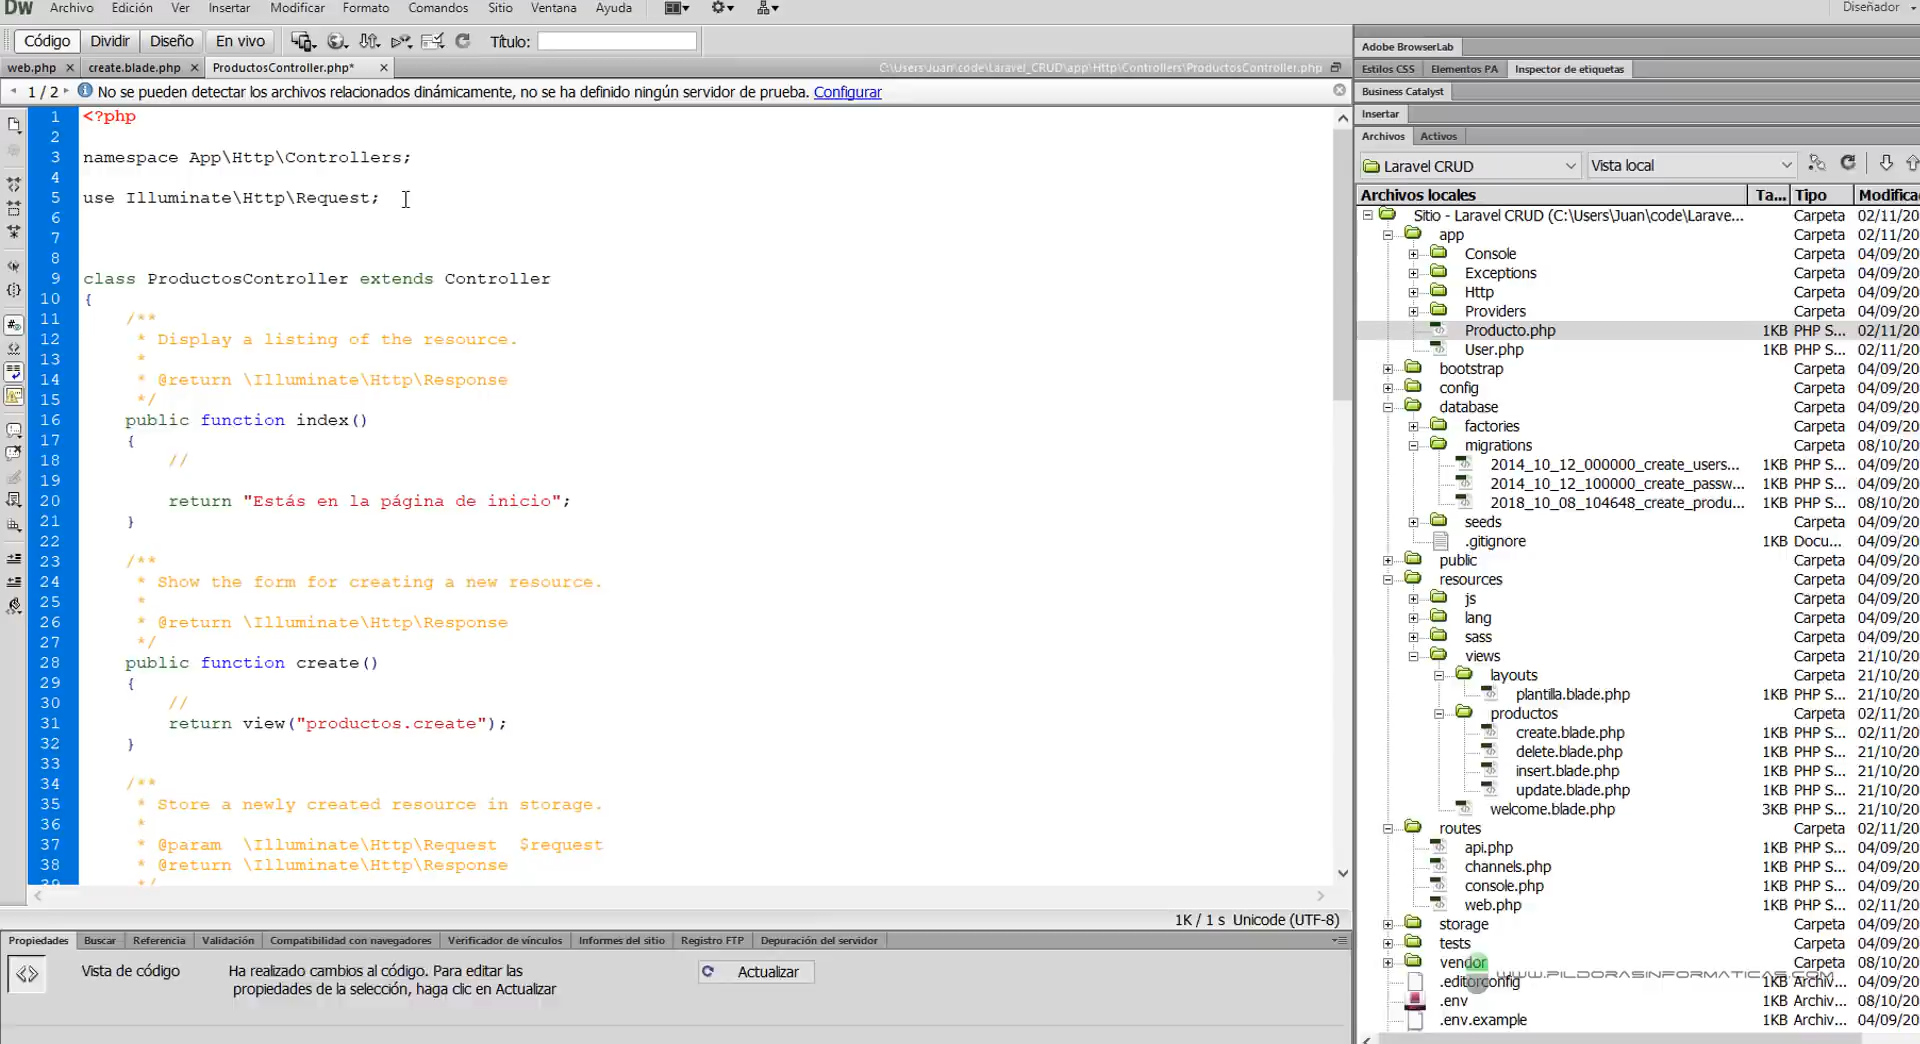 Dw Archivo Edición Ver Insertar Modificar Formato Comandos Sitio Ventana Ayuda Diseñador
Código Dividir Diseño En vivo Título:
web.php create.blade.php ProductosController.php* C:\Users\Juan\code\Laravel_CRUD\app\Http\Controllers\ProductosController.php
1 / 2 No se pueden detectar los archivos relacionados dinámicamente, no se ha definido ningún servidor de prueba. Configurar
1 <?php
2
3 namespace App\Http\Controllers;
4
5 use Illuminate\Http\Request;
6
7
8
9 class ProductosController extends Controller
10 {
11 /**
12 * Display a listing of the resource.
13 *
14 * @return \Illuminate\Http\Response
15 */
16 public function index()
17 {
18 //
19
20 return "Estás en la página de inicio";
21 }
22
23 /**
24 * Show the form for creating a new resource.
25 *
26 * @return \Illuminate\Http\Response
27 */
28 public function create()
29 {
30 //
31 return view("productos.create");
32 }
33
34 /**
35 * Store a newly created resource in storage.
36 *
37 * @param \Illuminate\Http\Request $request
38 * @return \Illuminate\Http\Response
39 */
1K / 1 s Unicode (UTF-8)
Propiedades Buscar Referencia Validación Compatibilidad con navegadores Verificador de vínculos Informes del sitio Registro FTP Depuración del servidor
Vista de código
Ha realizado cambios al código. Para editar las
propiedades de la selección, haga clic en Actualizar
Actualizar
Adobe BrowserLab
Estilos CSS Elementos PA Inspector de etiquetas
Business Catalyst
Insertar
Archivos Activos
Laravel CRUD Vista local
Archivos locales Ta... Tipo Modifica
Sitio - Laravel CRUD (C:\Users\Juan\code\Larave... Carpeta 02/11/20
app Carpeta 02/11/20
Console Carpeta 04/09/20
Exceptions Carpeta 04/09/20
Http Carpeta 04/09/20
Providers Carpeta 04/09/20
Producto.php 1KB PHP S... 02/11/20
User.php 1KB PHP S... 02/11/20
bootstrap Carpeta 04/09/20
config Carpeta 04/09/20
database Carpeta 04/09/20
factories Carpeta 04/09/20
migrations Carpeta 08/10/20
2014_10_12_000000_create_users... 1KB PHP S... 04/09/20
2014_10_12_100000_create_passw... 1KB PHP S... 04/09/20
2018_10_08_104648_create_produ... 1KB PHP S... 08/10/20
seeds Carpeta 04/09/20
.gitignore 1KB Docu... 04/09/20
public Carpeta 04/09/20
resources Carpeta 04/09/20
js Carpeta 04/09/20
lang Carpeta 04/09/20
sass Carpeta 04/09/20
views Carpeta 21/10/20
layouts Carpeta 21/10/20
plantilla.blade.php 1KB PHP S... 21/10/20
productos Carpeta 02/11/20
create.blade.php 1KB PHP S... 02/11/20
delete.blade.php 1KB PHP S... 21/10/20
insert.blade.php 1KB PHP S... 21/10/20
update.blade.php 1KB PHP S... 21/10/20
welcome.blade.php 3KB PHP S... 21/10/20
routes Carpeta 02/11/20
api.php 1KB PHP S... 04/09/20
channels.php 1KB PHP S... 04/09/20
console.php 1KB PHP S... 04/09/20
web.php 1KB PHP S... 02/11/20
storage Carpeta 04/09/20
tests Carpeta 04/09/20
vendor Carpeta 08/10/20
WWW.PILDORASINFORMATICAS.COM
.editorconfig 1KB Archiv... 04/09/20
.env 1KB Archiv... 08/10/20
.env.example 1KB Archiv... 04/09/20